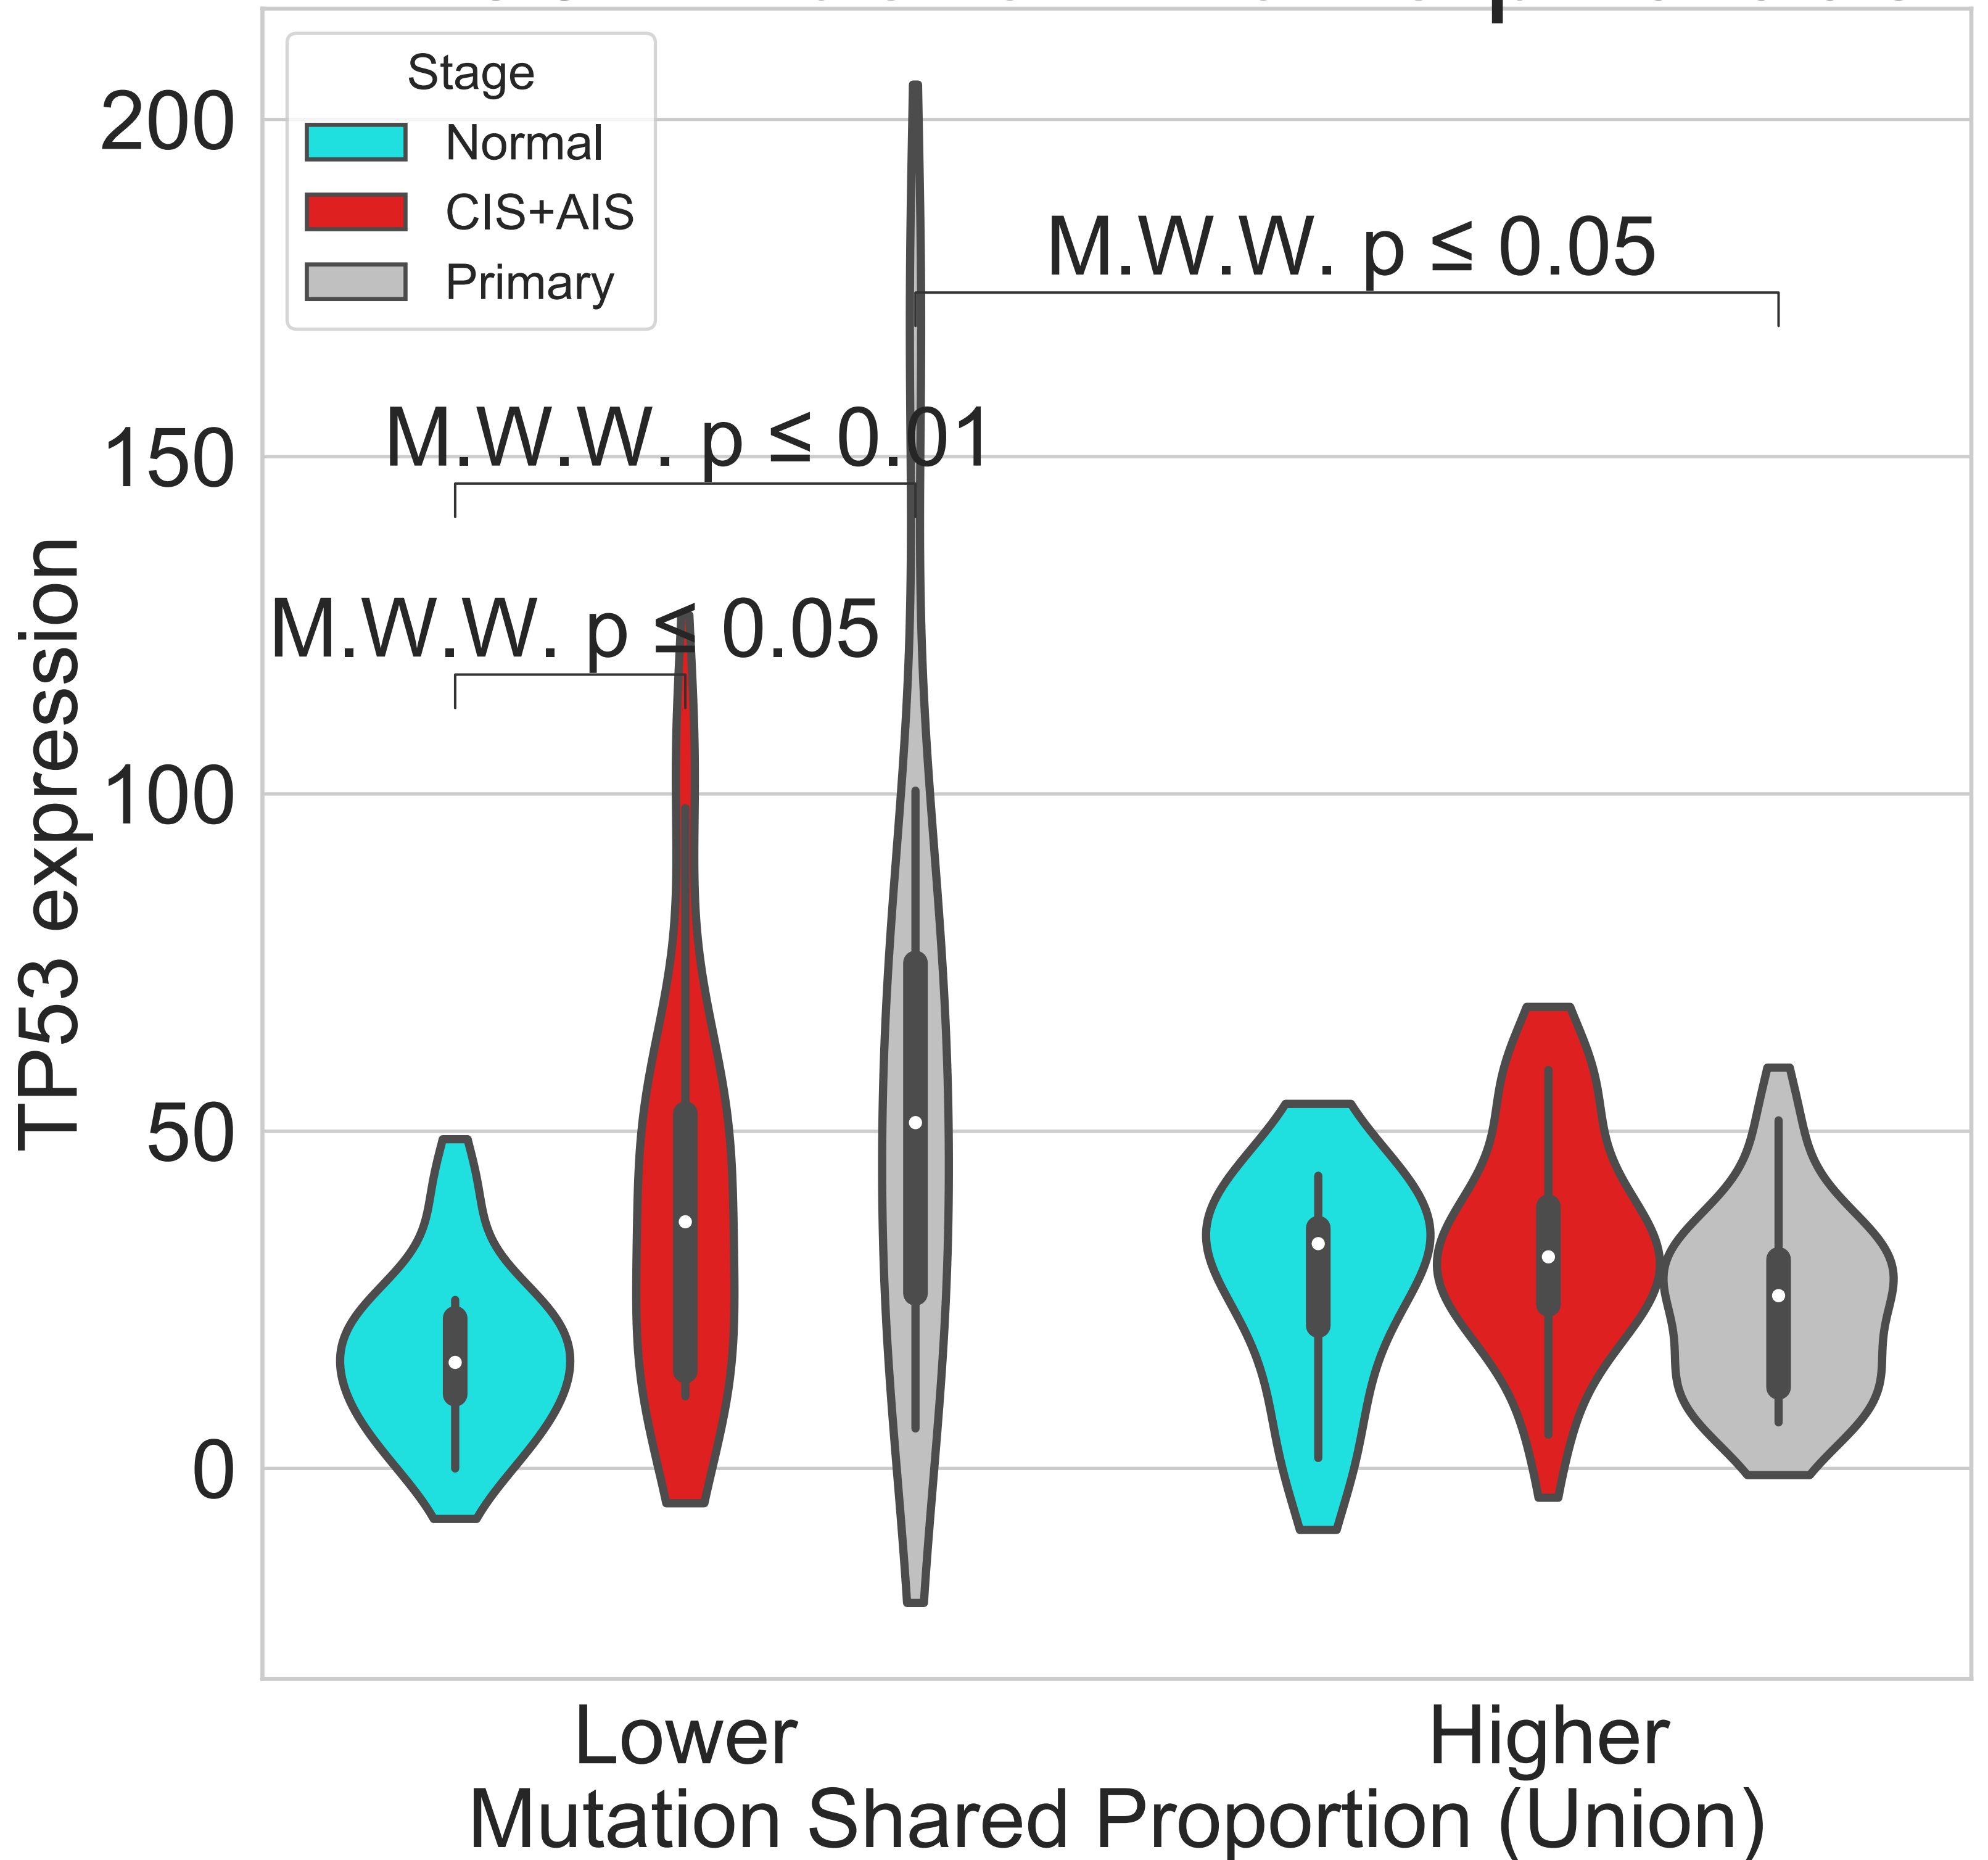 Stage
Normal
CIS+AIS
Primary
200
150
100
50
0
TP53 expression
M.W.W. p ≤ 0.05
M.W.W. p ≤ 0.01
M.W.W. p ≤ 0.05
Lower
Higher
Mutation Shared Proportion (Union)